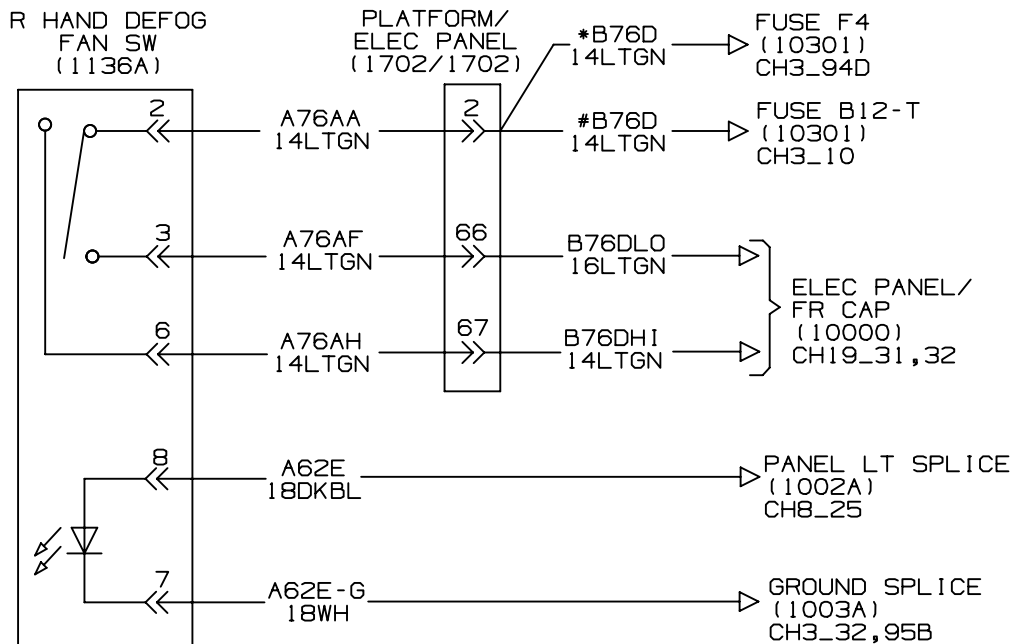 R HAND DEFOG
FAN SW
(1136A)
PLATFORM/
ELEC PANEL
(1702/1702)
*B76D
14LTGN
FUSE F4
(10301)
CH3_94D
2
A76AA
14LTGN
2
#B76D
14LTGN
FUSE B12-T
(10301)
CH3_10
3
A76AF
14LTGN
66
B76DLO
16LTGN
6
A76AH
14LTGN
67
B76DHI
14LTGN
ELEC PANEL/
FR CAP
(10000)
CH19_31,32
8
A62E
18DKBL
PANEL LT SPLICE
(1002A)
CH8_25
7
A62E-G
18WH
GROUND SPLICE
(1003A)
CH3_32,95B